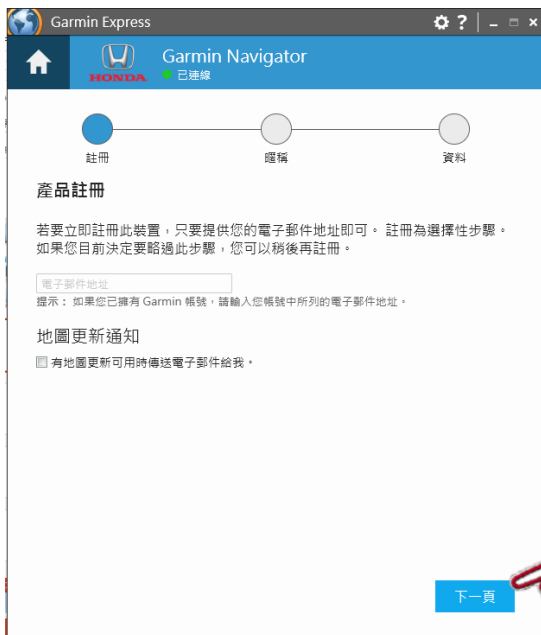 Garmin Express
?
HONDA
Garmin Navigator
已連線
註冊
暱稱
資料
產品註冊
若要立即註冊此裝置，只要提供您的電子郵件地址即可。 註冊為選擇性步驟。
如果您目前決定要略過此步驟，您可以稍後再註冊。
電子郵件地址
提示： 如果您已擁有 Garmin 帳號，請輸入您帳號中所列的電子郵件地址。
地圖更新通知
有地圖更新可用時傳送電子郵件給我。
下一頁